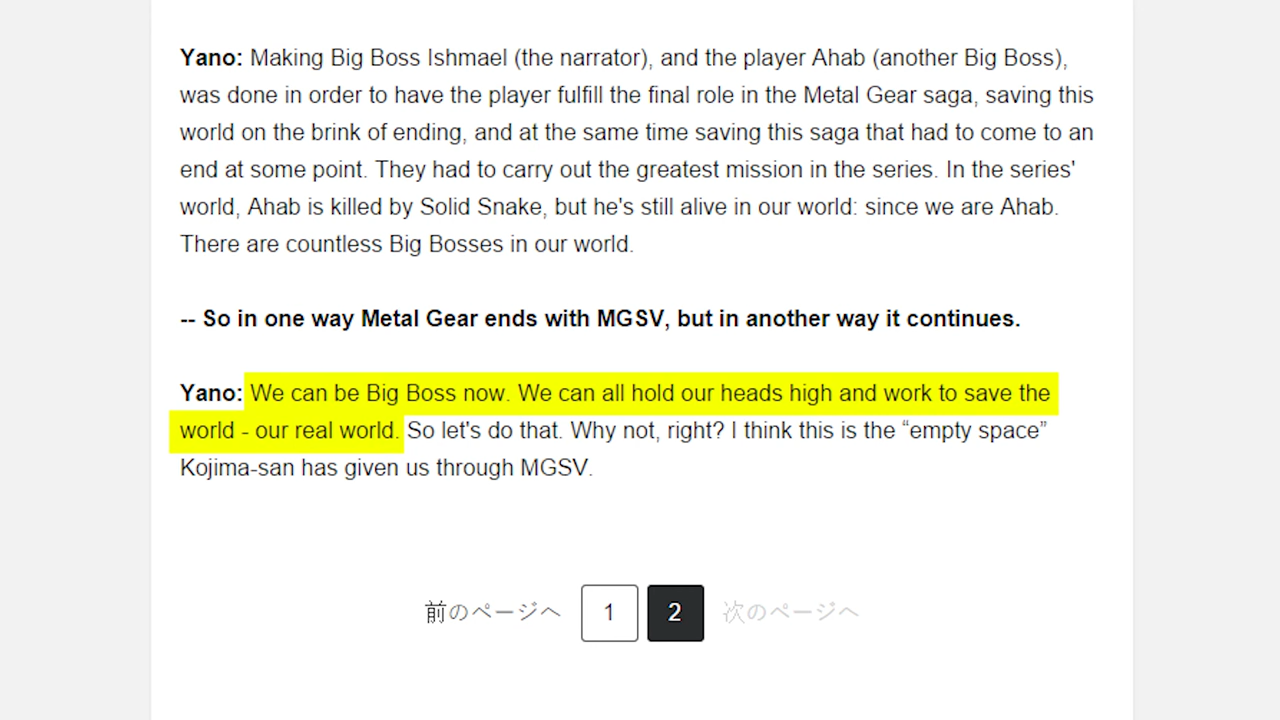 Yano: Making Big Boss Ishmael (the narrator), and the player Ahab (another Big Boss),
was done in order to have the player fulfill the final role in the Metal Gear saga, saving this
world on the brink of ending, and at the same time saving this saga that had to come to an
end at some point. They had to carry out the greatest mission in the series. In the series'
world, Ahab is killed by Solid Snake, but he's still alive in our world: since we are Ahab.
There are countless Big Bosses in our world.
-- So in one way Metal Gear ends with MGSV, but in another way it continues.
Yano: We can be Big Boss now. We can all hold our heads high and work to save the
world - our real world. So let's do that. Why not, right? I think this is the “empty space”
Kojima-san has given us through MGSV.
前のページへ 1 2 次のページへ